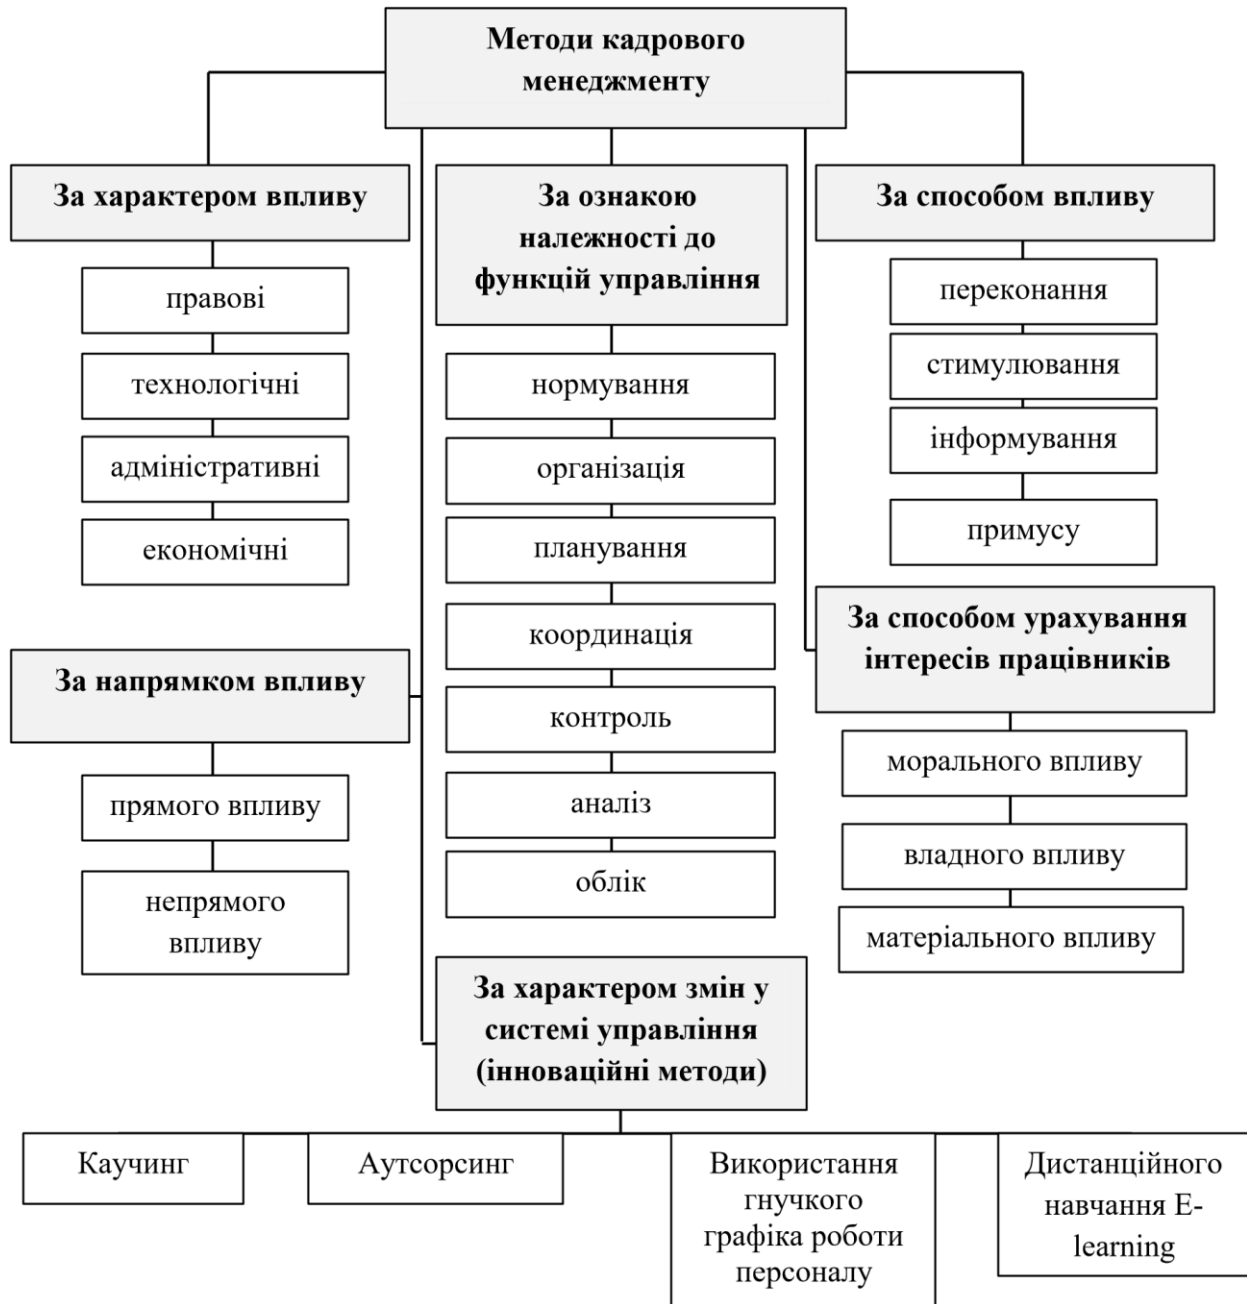 Методи кадрового
менеджменту
За характером впливу
правові
технологічні
адміністративні
економічні
За напрямком впливу
прямого впливу
непрямого
впливу
За ознакою
належності до
функцій управління
нормування
організація
планування
координація
контроль
аналіз
облік
За способом впливу
переконання
стимулювання
інформування
примусу
За способом урахування
інтересів працівників
морального впливу
владного впливу
матеріального впливу
За характером змін у
системі управління
(інноваційні методи)
Каучинг
Аутсорсинг
Використання
гнучкого
графіка роботи
персоналу
Дистанційного
навчання E-
learning